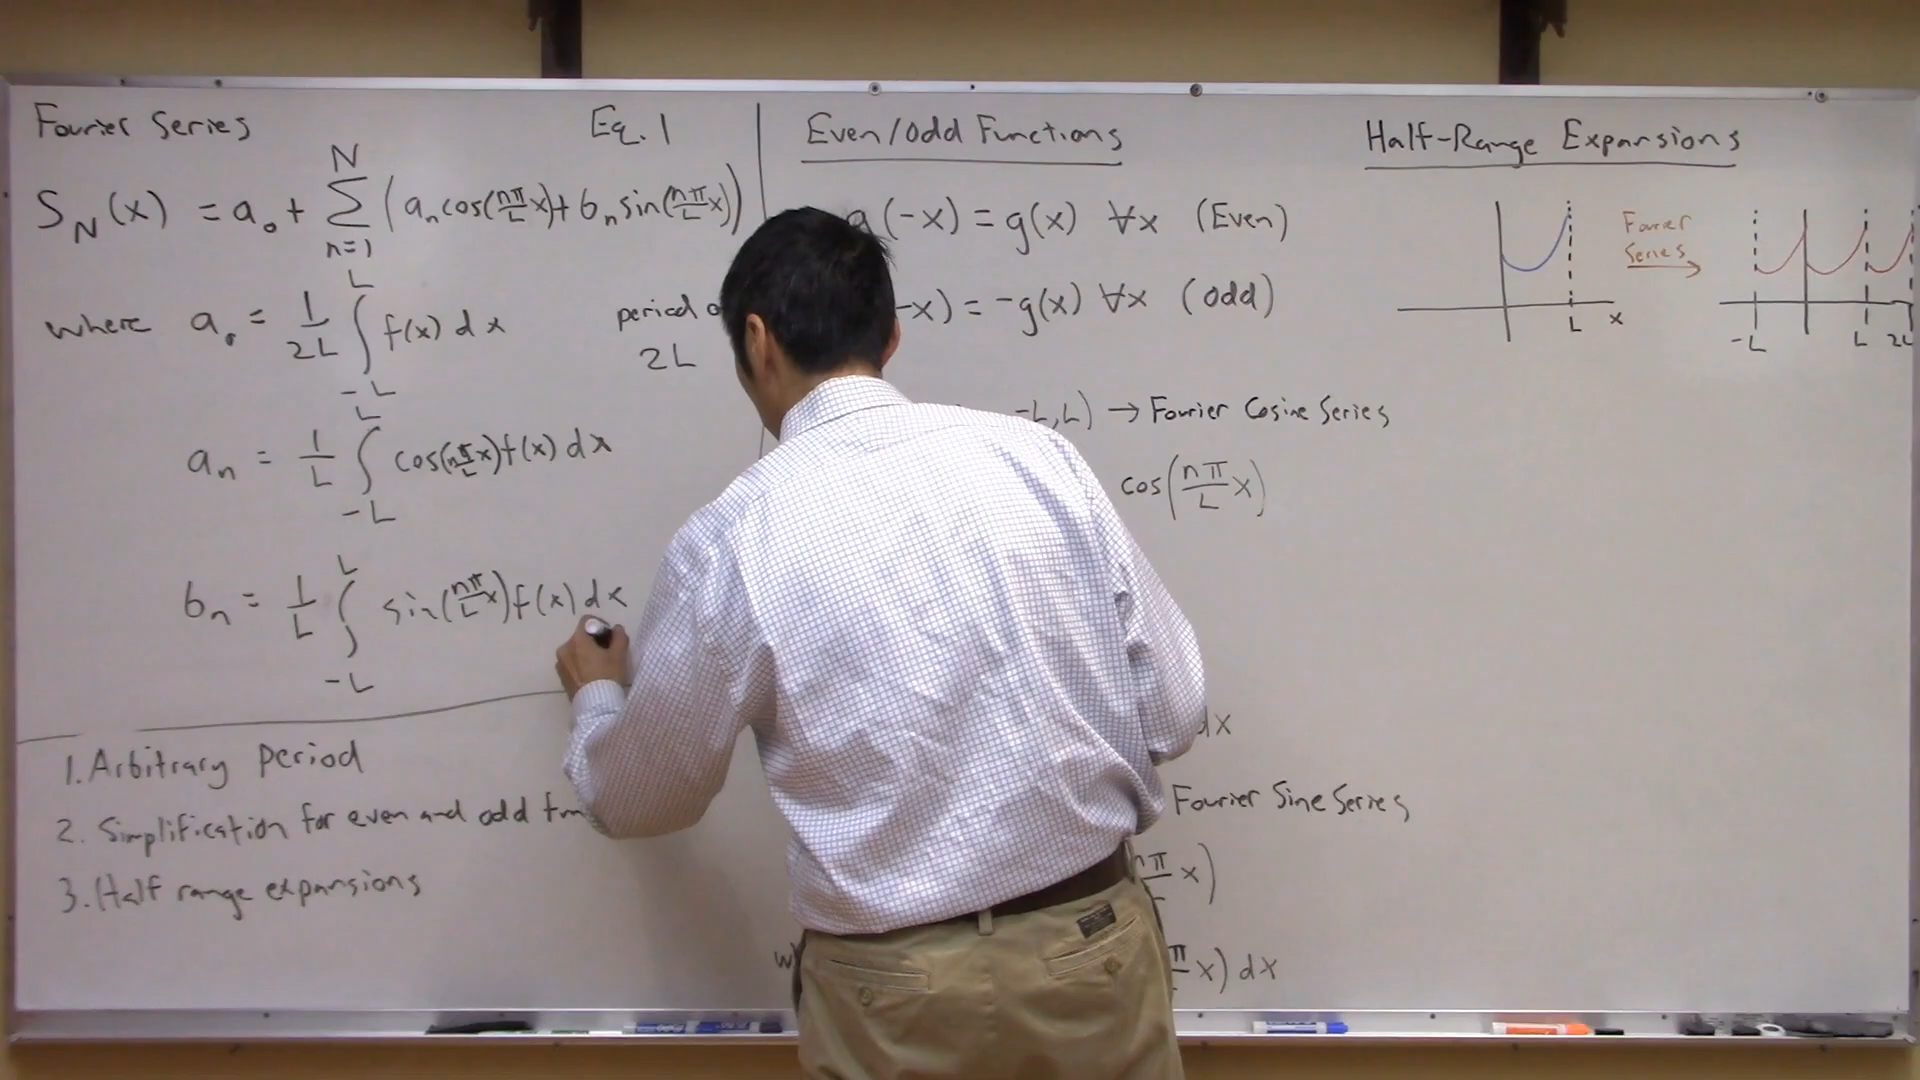 Fourier Series
Eq. 1
S_N(x) = a_0 + Σ_{n=1}^{N} (a_n cos(nπ/L x) + b_n sin(nπ/L x))
where a_0 = 1/2L ∫_{-L}^{L} f(x) dx
period
2L
a_n = 1/L ∫_{-L}^{L} cos(nπ/L x) f(x) dx
b_n = 1/L ∫_{-L}^{L} sin(nπ/L x) f(x) dx
1. Arbitrary Period
2. Simplification for even and odd
3. Half range expansions
Even/Odd Functions
(-x) = g(x) ∀x (Even)
-x) = -g(x) ∀x (Odd)
-L, L) → Fourier Cosine Series
cos(nπ/L x)
dx
Fourier Sine Series
nπ/L x)
π/L x) dx
Half-Range Expansions
L x
Fourier
Series
-L L 2L